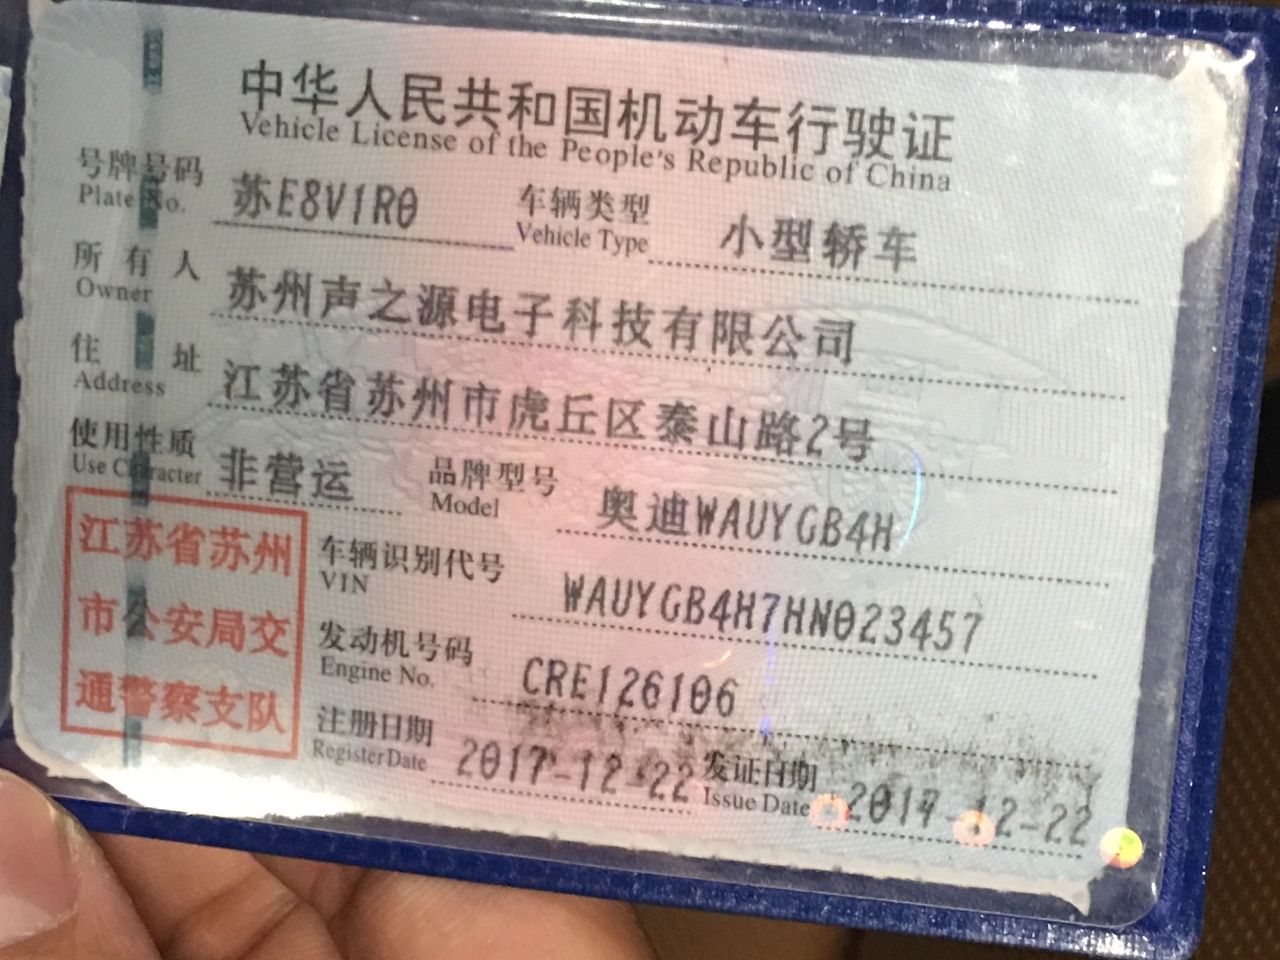 中华人民共和国机动车行驶证
Vehicle License of the People's Republic of China
号牌号码 苏E8V1R0 车辆类型 小型轿车
Plate No. Vehicle Type
所有人 苏州声之源电子科技有限公司
Owner
住址 江苏省苏州市虎丘区泰山路2号
Address
使用性质 非营运 品牌型号 奥迪WAUYGB4H
Use Character Model
江苏省苏州
市公安局交
通警察支队
车辆识别代号 WAUYGB4H7HN023457
VIN
发动机号码 CRE126106
Engine No.
注册日期 2017-12-22 发证日期 2017-12-22
Register Date Issue Date